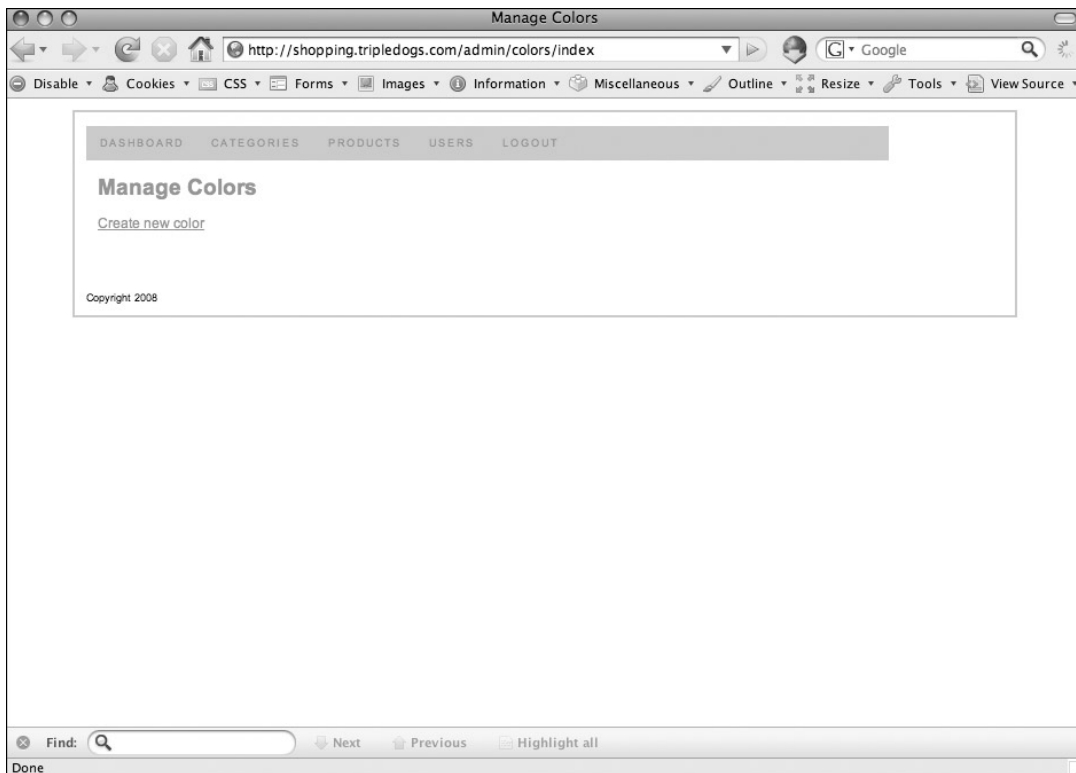 Manage Colors
http://shopping.tripledogs.com/admin/colors/index
G Google
Disable Cookies CSS Forms Images Information Miscellaneous Outline Resize Tools View Source
DASHBOARD CATEGORIES PRODUCTS USERS LOGOUT
Manage Colors
Create new color
Copyright 2008
Find: Next Previous Highlight all
Done